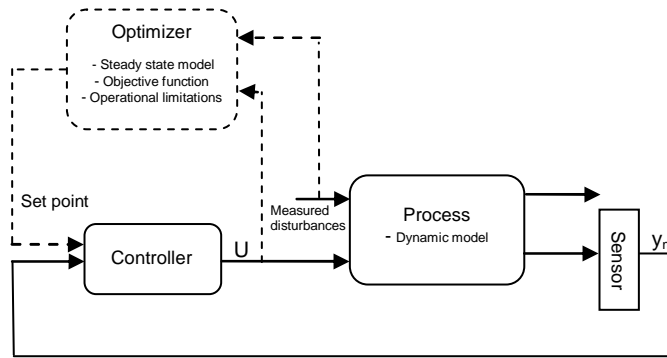 Optimizer
- Steady state model
- Objective function
- Operational limitations
Set point
Measured
disturbances
Process
- Dynamic model
Controller
U
Sensor